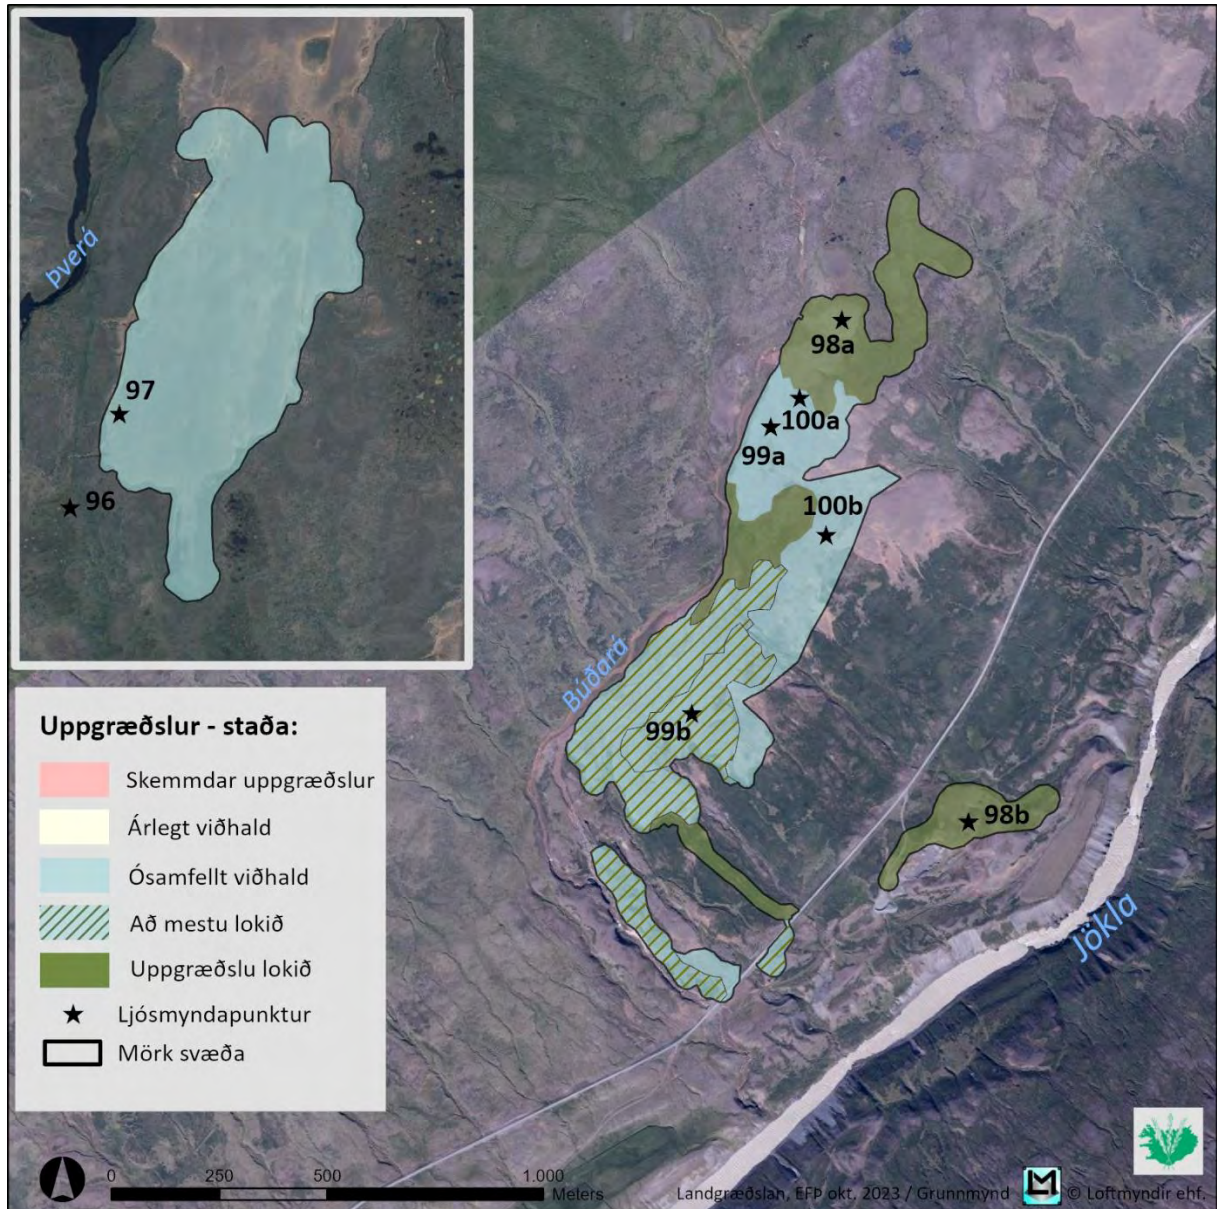 Þverá
97
96
98a
100a
99a
100b
Búðará
99b
98b
Jökla
Uppgræðslur - staða:
Skemmdar uppgræðslur
Árlegt viðhald
Ósamfellt viðhald
Að mestu lokið
Uppgræðslu lokið
Ljósmyndapunktur
Mörk svæða
0 250 500 1.000
Meters
Landgræðslan, EFÞ okt. 2023 / Grunnmynd LM © Loftmyndir ehf.